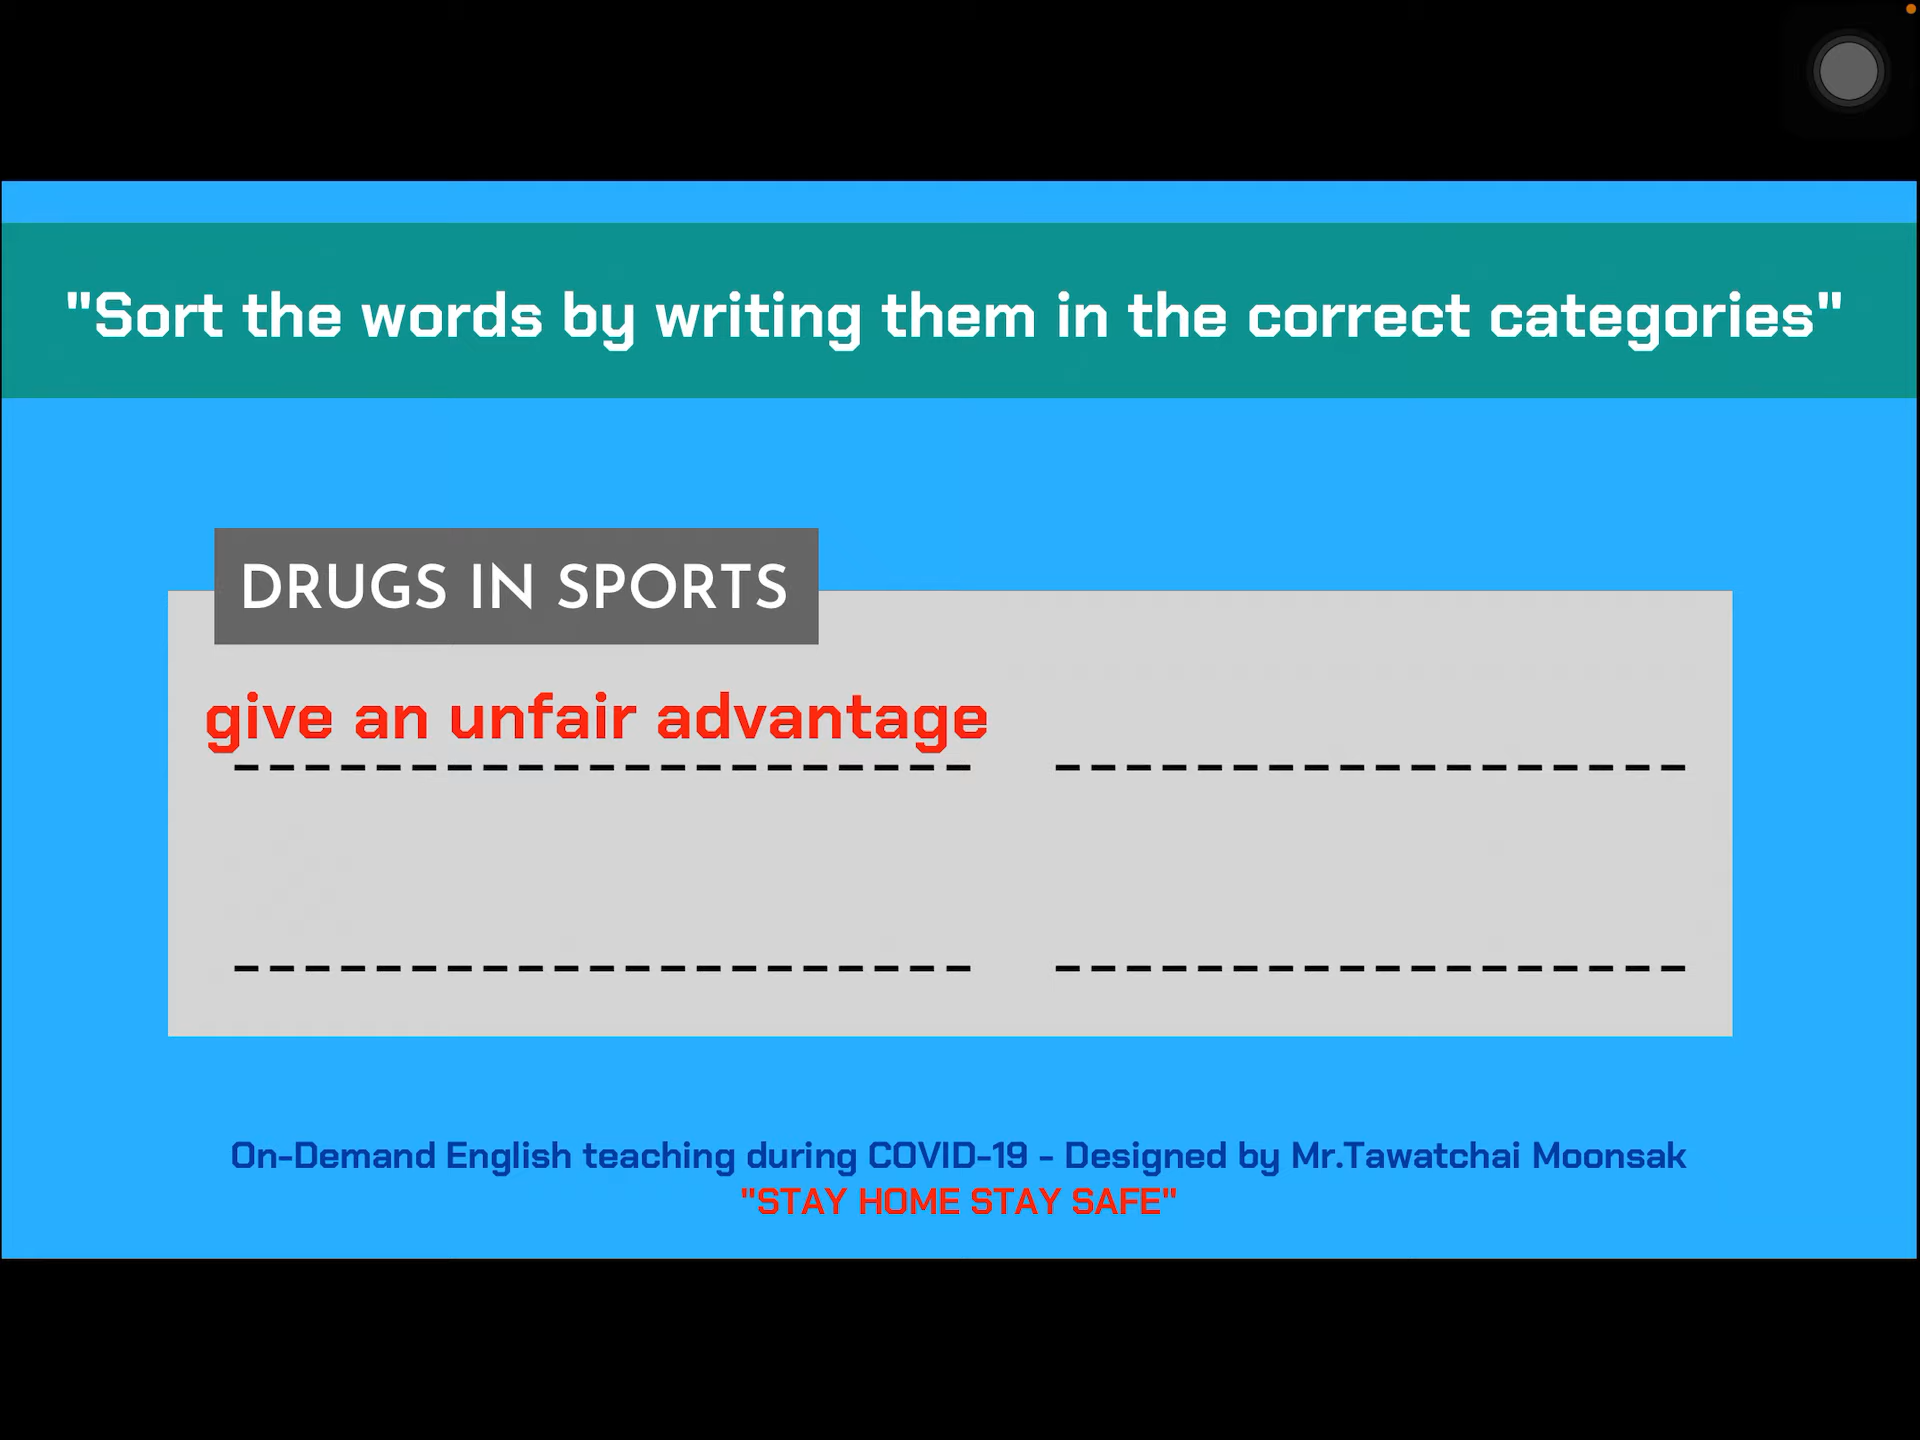 "Sort the words by writing them in the correct categories"
DRUGS IN SPORTS
give an unfair advantage
On-Demand English teaching during COVID-19 - Designed by Mr.Tawatchai Moonsak
"STAY HOME STAY SAFE"